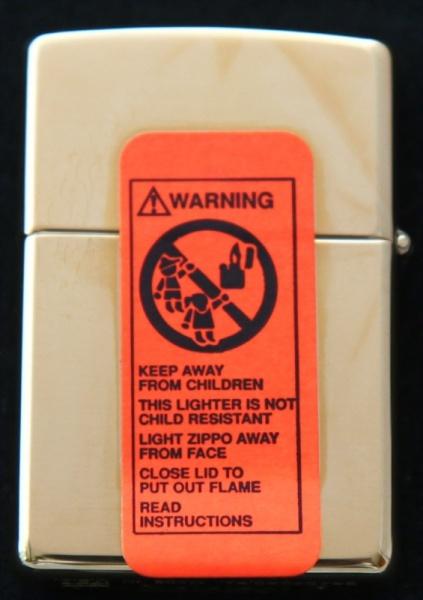 WARNING
KEEP AWAY
FROM CHILDREN
THIS LIGHTER IS NOT
CHILD RESISTANT
LIGHT ZIPPO AWAY
FROM FACE
CLOSE LID TO
PUT OUT FLAME
READ
INSTRUCTIONS